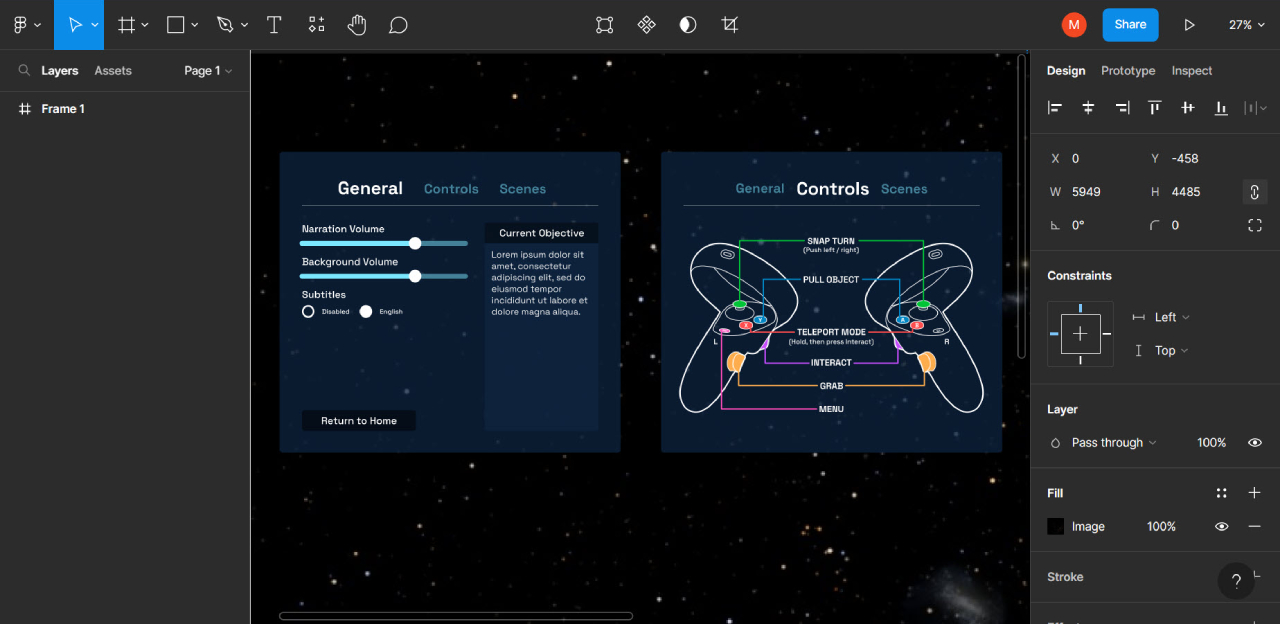 M
Share
27%
Layers
Assets
Page 1
Frame 1
General
Controls
Scenes
Narration Volume
Background Volume
Subtitles
Disabled
English
Return to Home
Current Objective
Lorem ipsum dolor sit
amet, consectetur
adipiscing elit, sed do
eiusmod tempor
incididunt ut labore et
dolore magna aliqua.
General
Controls
Scenes
SNAP TURN
(Push left / right)
PULL OBJECT
TELEPORT MODE
(Hold, then press Interact)
INTERACT
GRAB
MENU
L
Y
X
A
B
R
Design
Prototype
Inspect
X 0
Y -458
W 5949
H 4485
0°
0
Constraints
Left
Top
Layer
Pass through
100%
Fill
Image
100%
Stroke
?